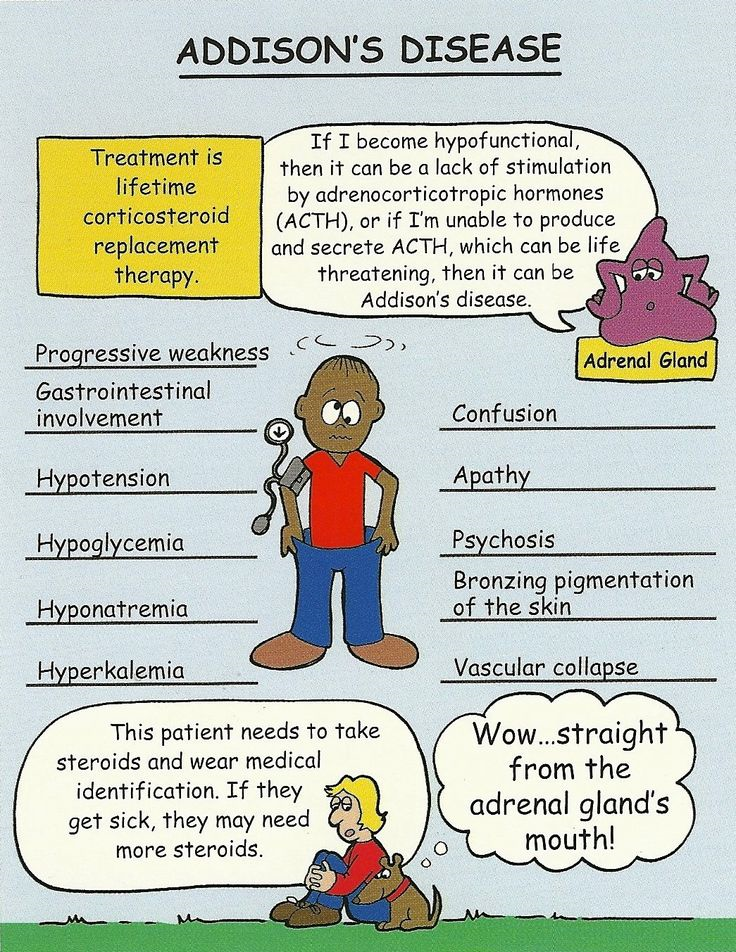 ADDISON'S DISEASE
Treatment is
lifetime
corticosteroid
replacement
therapy.
If I become hypofunctional,
then it can be a lack of stimulation
by adrenocorticotropic hormones
(ACTH), or if I'm unable to produce
and secrete ACTH, which can be life
threatening, then it can be
Addison's disease.
Adrenal Gland
Progressive weakness
Gastrointestinal
involvement
Hypotension
Hypoglycemia
Hyponatremia
Hyperkalemia
Confusion
Apathy
Psychosis
Bronzing pigmentation
of the skin
Vascular collapse
This patient needs to take
steroids and wear medical
identification. If they
get sick, they may need
more steroids.
Wow...straight
from the
adrenal gland's
mouth!